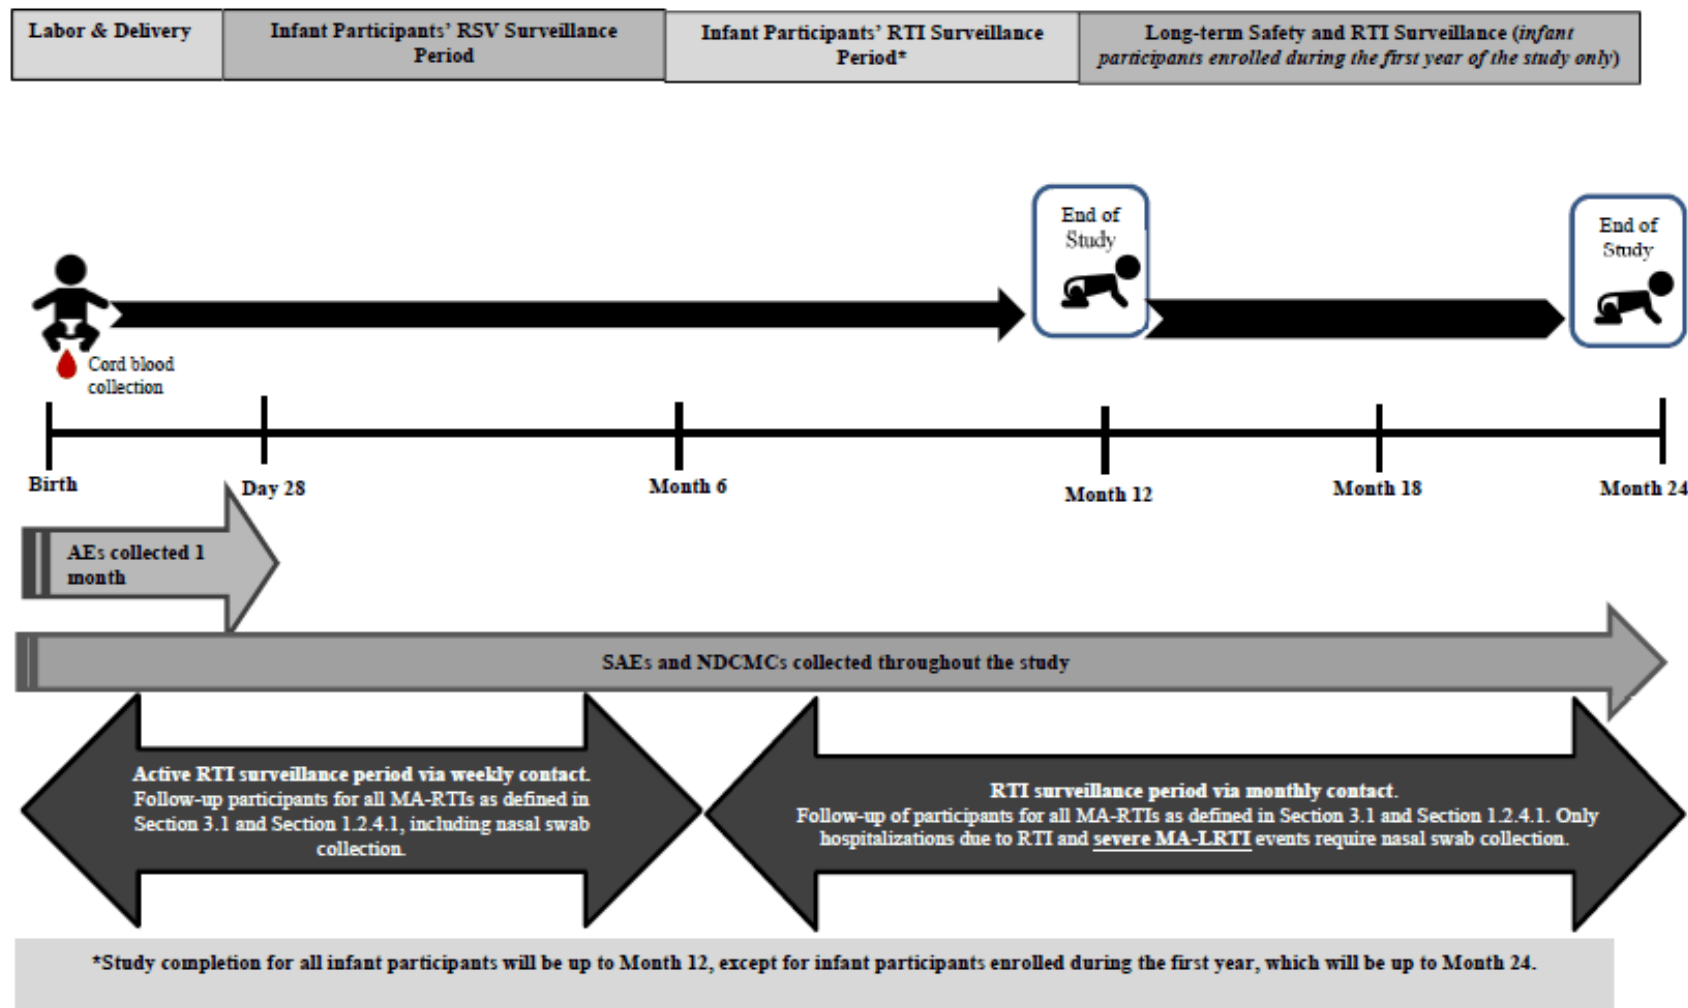 Labor & Delivery
Infant Participants' RSV Surveillance
Period
Infant Participants' RTI Surveillance
Period*
Long-term Safety and RTI Surveillance (infant
participants enrolled during the first year of the study only)
End of
Study
End of
Study
Cord blood
collection
Birth
Day 28
Month 6
Month 12
Month 18
Month 24
AEs collected 1
month
SAEs and NDCMCs collected throughout the study
Active RTI surveillance period via weekly contact.
Follow-up participants for all MA-RTIs as defined in
Section 3.1 and Section 1.2.4.1, including nasal swab
collection.
RTI surveillance period via monthly contact.
Follow-up of participants for all MA-RTIs as defined in Section 3.1 and Section 1.2.4.1. Only
hospitalizations due to RTI and severe MA-LRTI events require nasal swab collection.
*Study completion for all infant participants will be up to Month 12, except for infant participants enrolled during the first year, which will be up to Month 24.